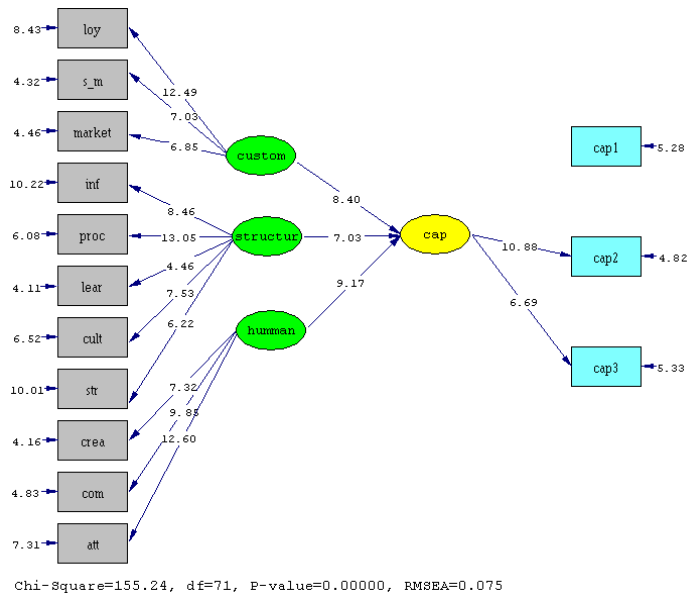 8.43 loy
4.32 s_m
12.49
7.03
4.46 market
6.85
cap1 5.28
custom
10.22 inf
8.40
8.46
6.08 proc
13.05
structur
7.03
cap
10.88
cap2 4.82
4.46
4.11 lear
9.17
7.53
6.69
6.22
humman
6.52 cult
cap3 5.33
10.01 str
7.32
9.85
4.16 crea
12.60
4.83 com
7.31 att
Chi-Square=155.24, df=71, P-value=0.00000, RMSEA=0.075